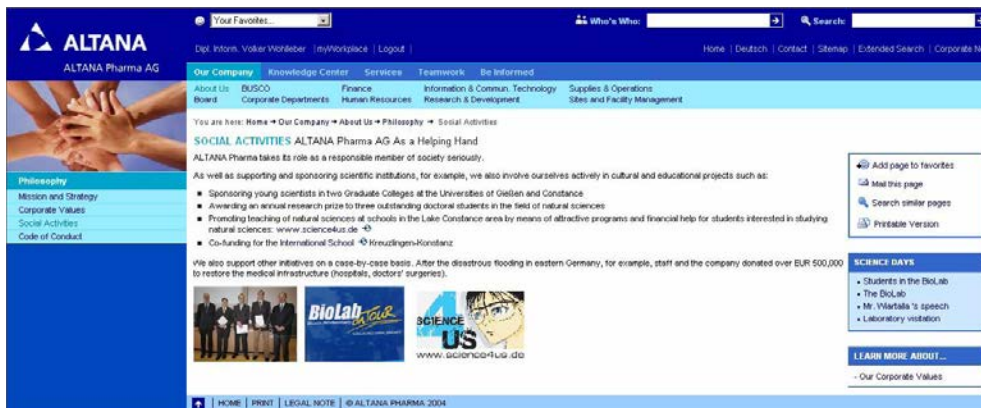 Your Favorites...
Who's Who:
Search:
ALTANA
ALTANA Pharma AG
Dipl. Inform. Volker Wohlleber | myWorkplace | Logout |
Home | Deutsch | Contact | Sitemap | Extended Search | Corporate
Our Company Knowledge Center Services Teamwork Be Informed
About Us BUSCO Finance Information & Commun. Technology Supplies & Operations
Board Corporate Departments Human Resources Research & Development Sites and Facility Management
You are here: Home → Our Company → About Us → Philosophy → Social Activities
SOCIAL ACTIVITIES ALTANA Pharma AG As a Helping Hand
ALTANA Pharma takes its role as a responsible member of society seriously.
As well as supporting and sponsoring scientific institutions, for example, we also involve ourselves actively in cultural and educational projects such as:
Sponsoring young scientists in two Graduate Colleges at the Universities of Gießen and Constance
Awarding an annual research prize to three outstanding doctoral students in the field of natural sciences
Promoting teaching of natural sciences at schools in the Lake Constance area by means of attractive programs and financial help for students interested in studying
natural sciences: www.science4us.de
Co-funding for the International School Kreuzlingen-Konstanz
We also support other initiatives on a case-by-case basis. After the disastrous flooding in eastern Germany, for example, staff and the company donated over EUR 500,000
to restore the medical infrastructure (hospitals, doctors' surgeries).
BioLab
ON TOUR
SCIENCE
4
US
www.science4us.de
Philosophy
Mission and Strategy
Corporate Values
Social Activities
Code of Conduct
Add page to favorites
Mail this page
Search similar pages
Printable Version
SCIENCE DAYS
Students in the BioLab
The BioLab
Mr. Wartalla 's speech
Laboratory visitation
LEARN MORE ABOUT...
- Our Corporate Values
| HOME | PRINT | LEGAL NOTE | © ALTANA PHARMA 2004